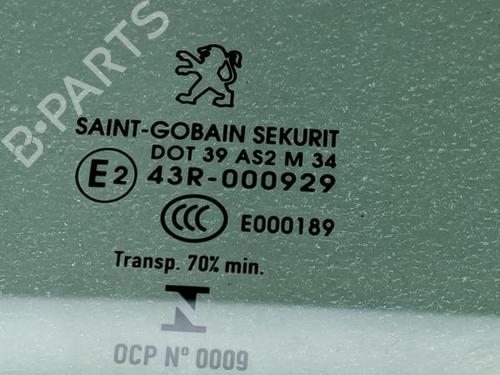 B-PARTS
SAINT-GOBAIN SEKURIT
DOT 39 AS2 M 34
E2 43R-000929
CCC E000189
Transp. 70% min.
OCP N° 0009